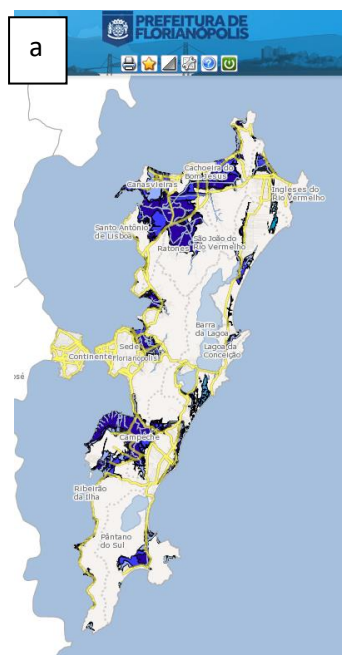 a
PREFEITURA DE
FLORIANÓPOLIS
Cachoeira do
Bom Jesus
Canasvieiras
Ingleses do
Rio Vermelho
Santo Antônio
de Lisboa
São João do
Rio Vermelho
Ratones
Barra
da Lagoa
Lagoa da
Conceição
Sede
Continente
Florianópolis
osé
Campeche
Ribeirão
da Ilha
Pântano
do Sul